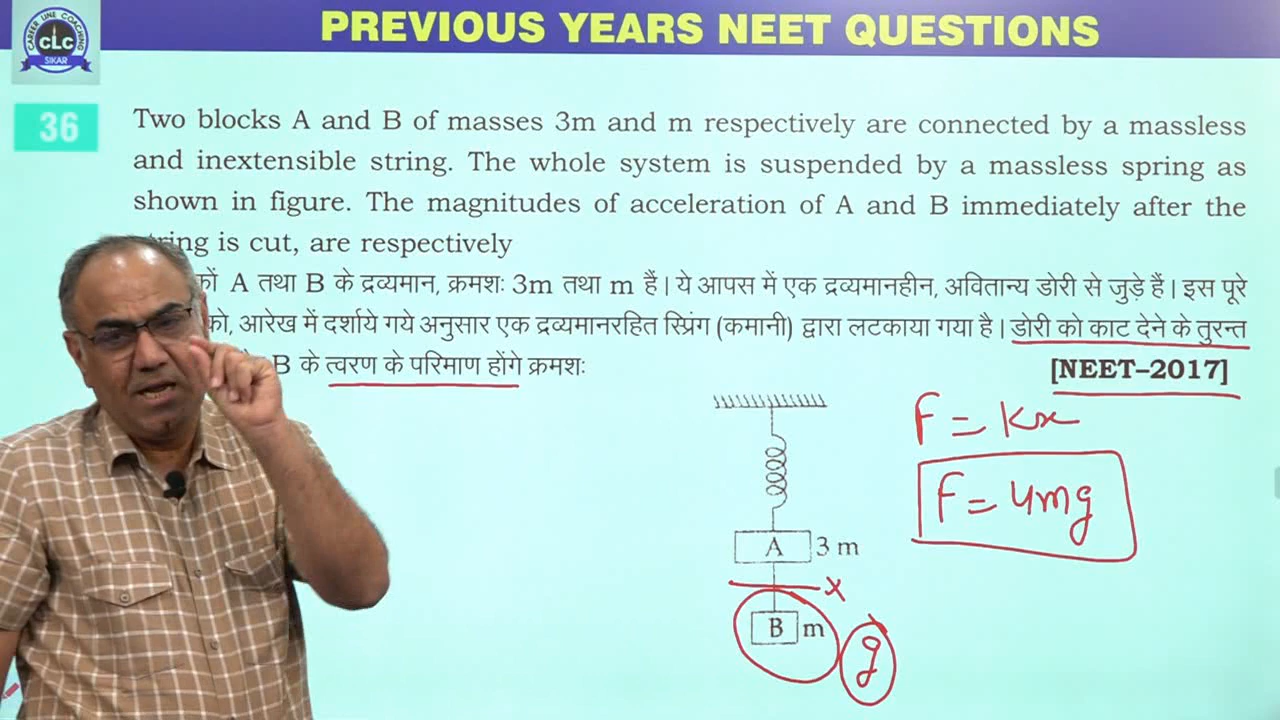 CAREER LINE COACHING
CLC
SIKAR
PREVIOUS YEARS NEET QUESTIONS
36
Two blocks A and B of masses 3m and m respectively are connected by a massless
and inextensible string. The whole system is suspended by a massless spring as
shown in figure. The magnitudes of acceleration of A and B immediately after the
is cut, are respectively
A तथा B के द्रव्यमान, क्रमशः 3m तथा m हैं। ये आपस में एक द्रव्यमानहीन, अवितान्य डोरी से जुड़े हैं। इस पूरे
को, आरेख में दर्शाये गये अनुसार एक द्रव्यमानरहित स्प्रिंग (कमानी) द्वारा लटकाया गया है। डोरी को काट देने के तुरन्त
B के त्वरण के परिमाण होंगे क्रमशः
[NEET–2017]
F = Kx
F = 4mg
A 3 m
x
B m
g